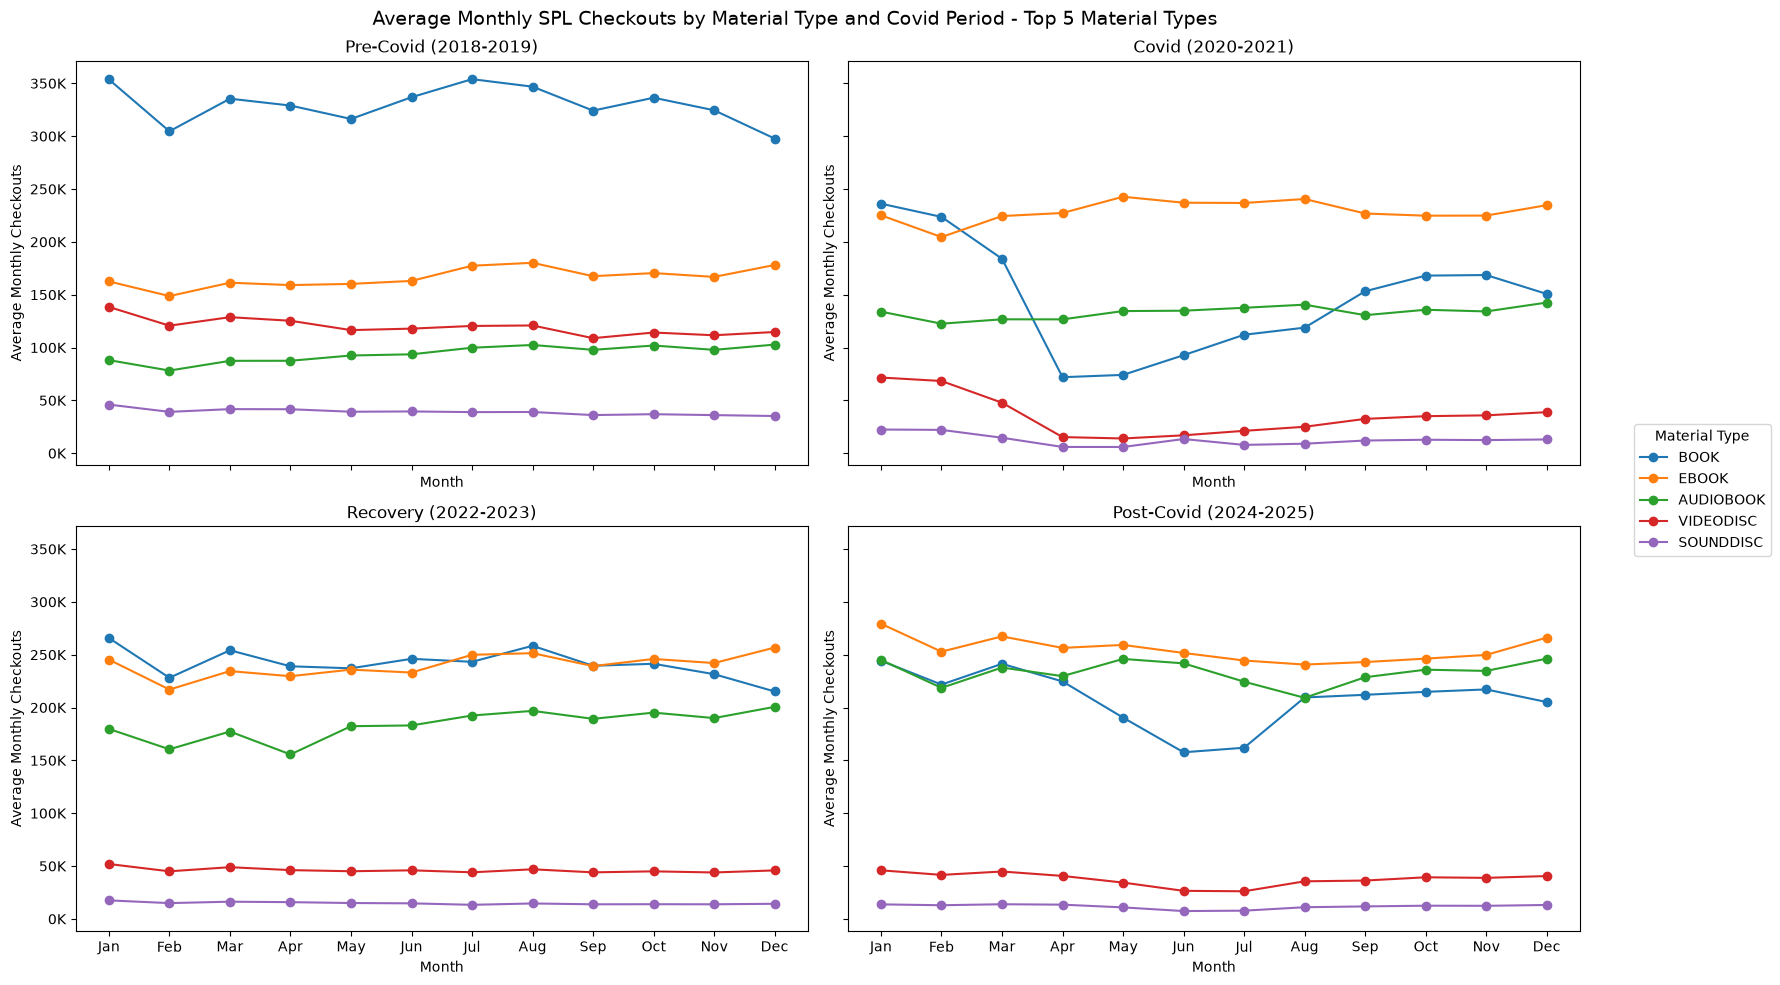 Average Monthly SPL Checkouts by Material Type and Covid Period - Top 5 Material Types
Pre-Covid (2018-2019)
Average Monthly Checkouts
350K
300K
250K
200K
150K
100K
50K
0K
Month
Covid (2020-2021)
Average Monthly Checkouts
Month
Material Type
BOOK
EBOOK
AUDIOBOOK
VIDEODISC
SOUNDDISC
Recovery (2022-2023)
Average Monthly Checkouts
350K
300K
250K
200K
150K
100K
50K
0K
Jan Feb Mar Apr May Jun Jul Aug Sep Oct Nov Dec
Month
Post-Covid (2024-2025)
Average Monthly Checkouts
Jan Feb Mar Apr May Jun Jul Aug Sep Oct Nov Dec
Month